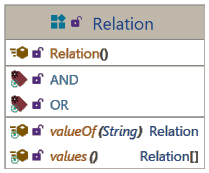 Relation
Relation()
AND
OR
valueOf(String) Relation
values() Relation[]